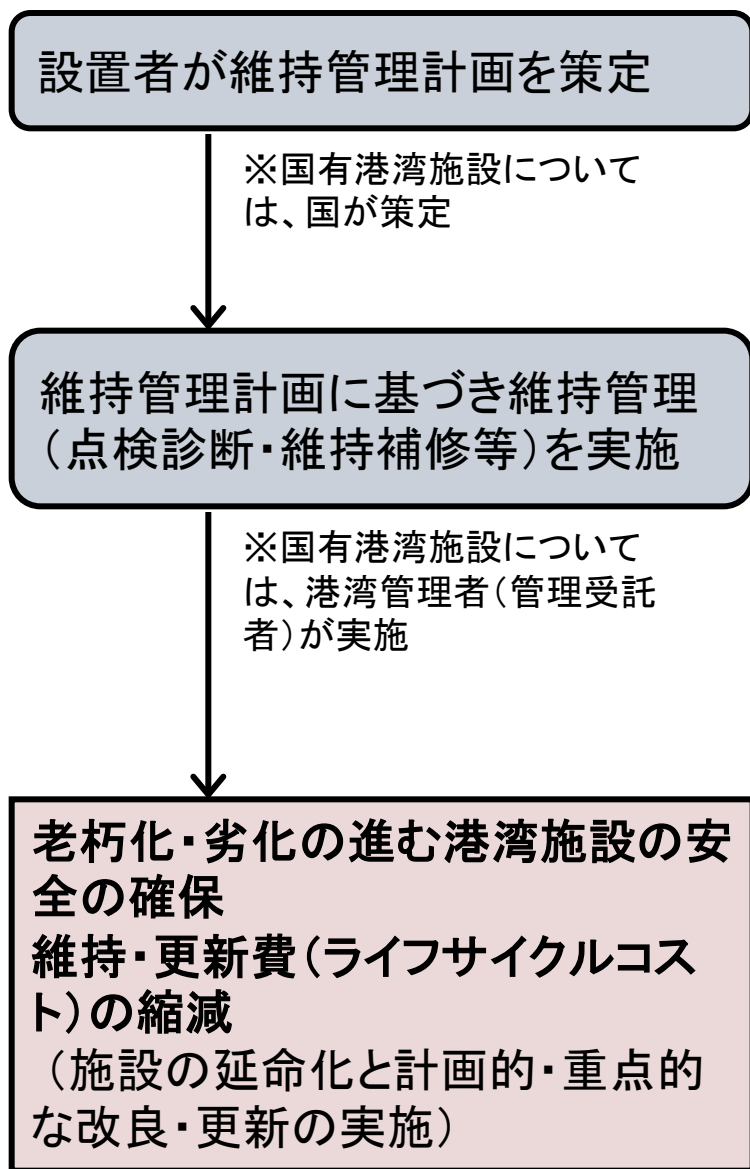 設置者が維持管理計画を策定
※国有港湾施設について
は、国が策定
維持管理計画に基づき維持管理
（点検診断・維持補修等）を実施
※国有港湾施設について
は、港湾管理者（管理受託
者）が実施
老朽化・劣化の進む港湾施設の安
全の確保
維持・更新費（ライフサイクルコス
ト）の縮減
（施設の延命化と計画的・重点的
な改良・更新の実施）